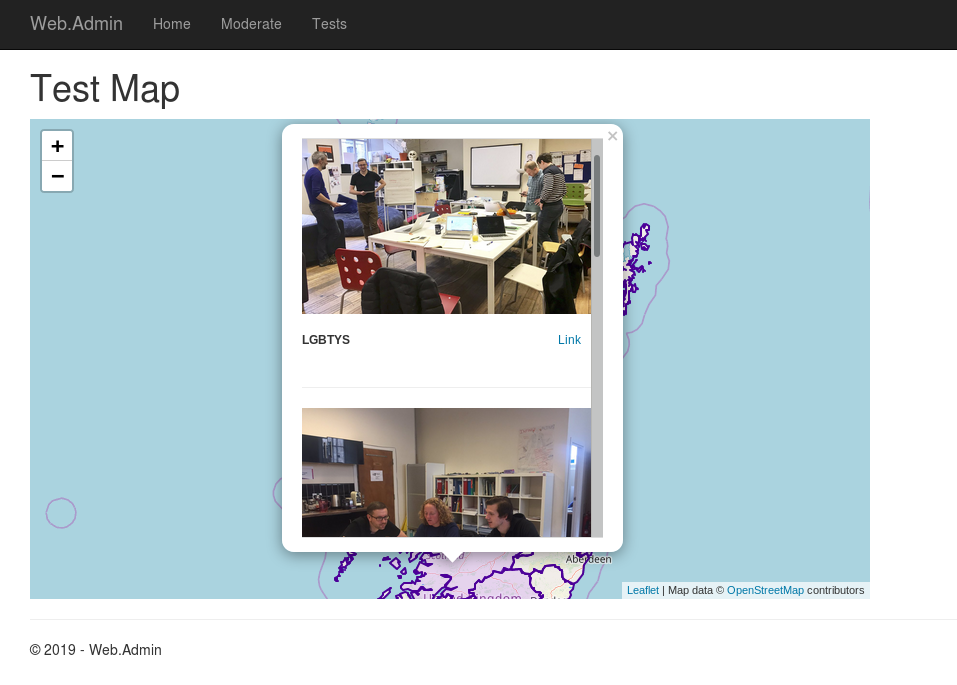 Web.Admin Home Moderate Tests
Test Map
+
×
−
LGBTYS Link
Scotland
Aberdeen
United Kingdom
Leaflet | Map data © OpenStreetMap contributors
© 2019 - Web.Admin